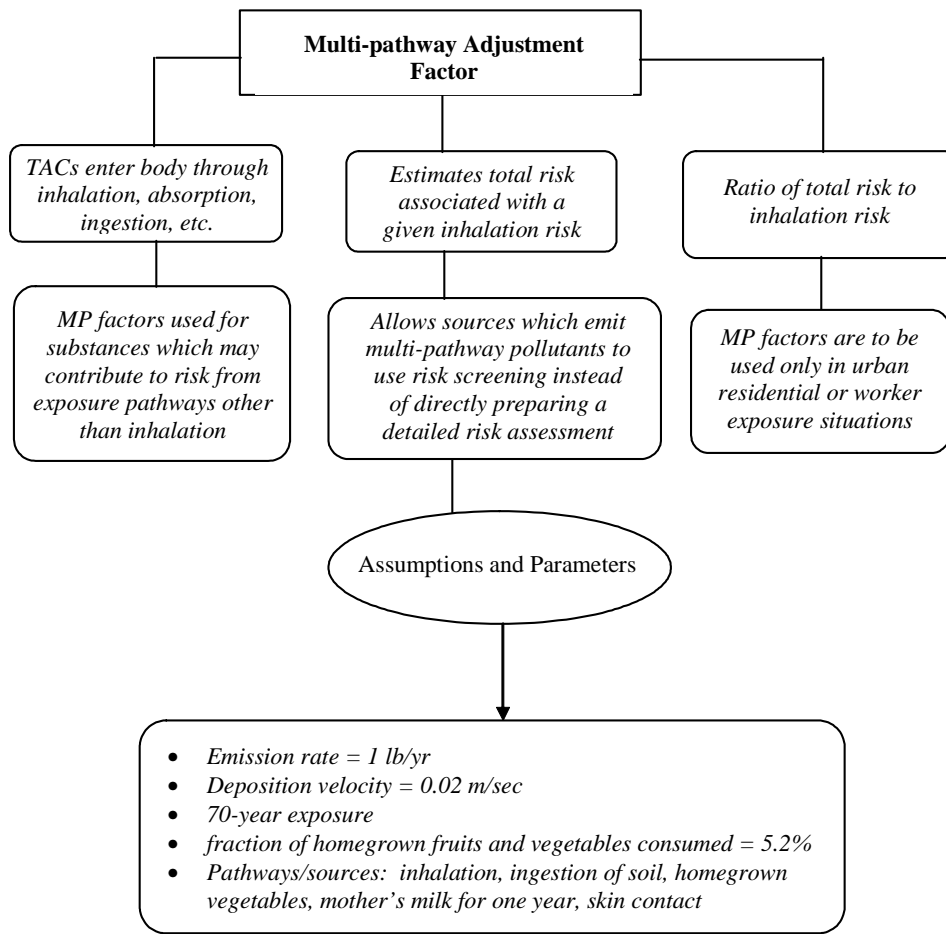 Multi-pathway Adjustment
Factor
TACs enter body through
inhalation, absorption,
ingestion, etc.
Estimates total risk
associated with a
given inhalation risk
Ratio of total risk to
inhalation risk
MP factors used for
substances which may
contribute to risk from
exposure pathways other
than inhalation
Allows sources which emit
multi-pathway pollutants to
use risk screening instead
of directly preparing a
detailed risk assessment
MP factors are to be
used only in urban
residential or worker
exposure situations
Assumptions and Parameters
• Emission rate = 1 lb/yr
• Deposition velocity = 0.02 m/sec
• 70-year exposure
• fraction of homegrown fruits and vegetables consumed = 5.2%
• Pathways/sources: inhalation, ingestion of soil, homegrown
vegetables, mother’s milk for one year, skin contact